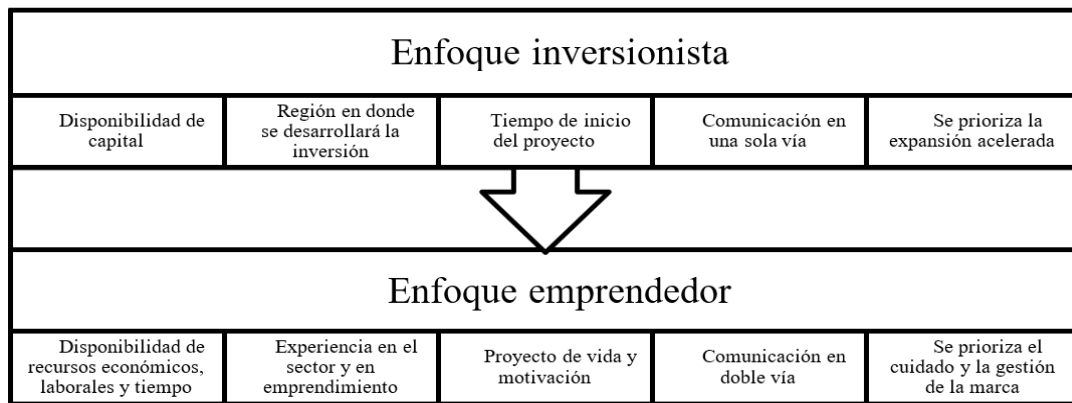 Enfoque inversionista
Disponibilidad de
capital
Región en donde
se desarrollará la
inversión
Tiempo de inicio
del proyecto
Comunicación en
una sola vía
Se prioriza la
expansión acelerada
Enfoque emprendedor
Disponibilidad de
recursos económicos,
laborales y tiempo
Experiencia en el
sector y en
emprendimiento
Proyecto de vida y
motivación
Comunicación en
doble vía
Se prioriza el
cuidado y la gestión
de la marca